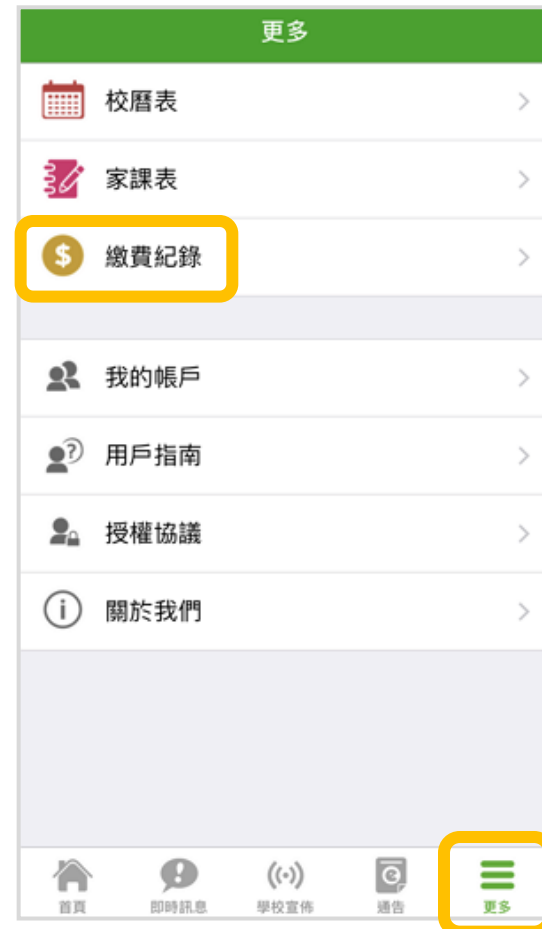 更多
校曆表
家課表
$ 繳費紀錄
我的帳戶
用戶指南
授權協議
關於我們
首頁 即時訊息 學校宣佈 通告 更多